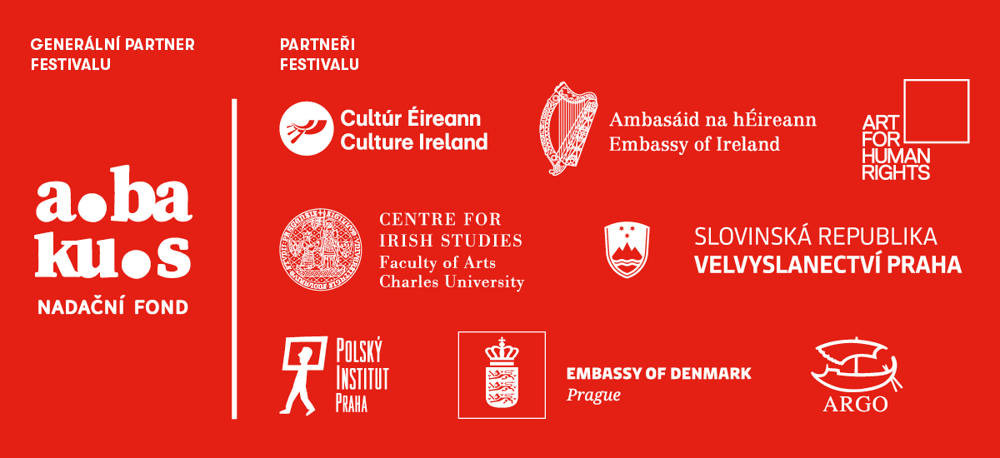 GENERÁLNÍ PARTNER
FESTIVALU
a.ba
ku.s
NADAČNÍ FOND
PARTNEŘI
FESTIVALU
Cultúr Éireann
Culture Ireland
Ambasáid na hÉireann
Embassy of Ireland
ART
FOR
HUMAN
RIGHTS
CENTRE FOR
IRISH STUDIES
Faculty of Arts
Charles University
SLOVINSKÁ REPUBLIKA
VELVYSLANECTVÍ PRAHA
POLSKÝ
INSTITUT
PRAHA
EMBASSY OF DENMARK
Prague
ARGO